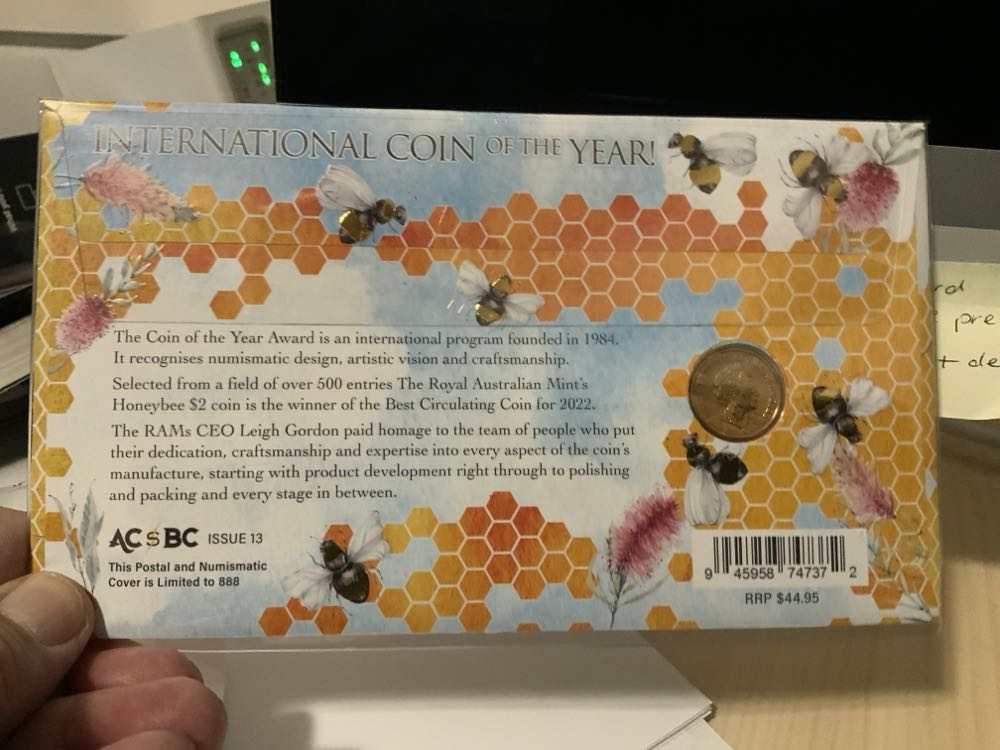 INTERNATIONAL COIN OF THE YEAR!
The Coin of the Year Award is an international program founded in 1984.
It recognises numismatic design, artistic vision and craftsmanship.
Selected from a field of over 500 entries The Royal Australian Mint's
Honeybee $2 coin is the winner of the Best Circulating Coin for 2022.
The RAMs CEO Leigh Gordon paid homage to the team of people who put
their dedication, craftsmanship and expertise into every aspect of the coin's
manufacture, starting with product development right through to polishing
and packing and every stage in between.
ACSBC ISSUE 13
This Postal and Numismatic
Cover is Limited to 888
9 45958 74737 2
RRP $44.95
rd
pre
+ de